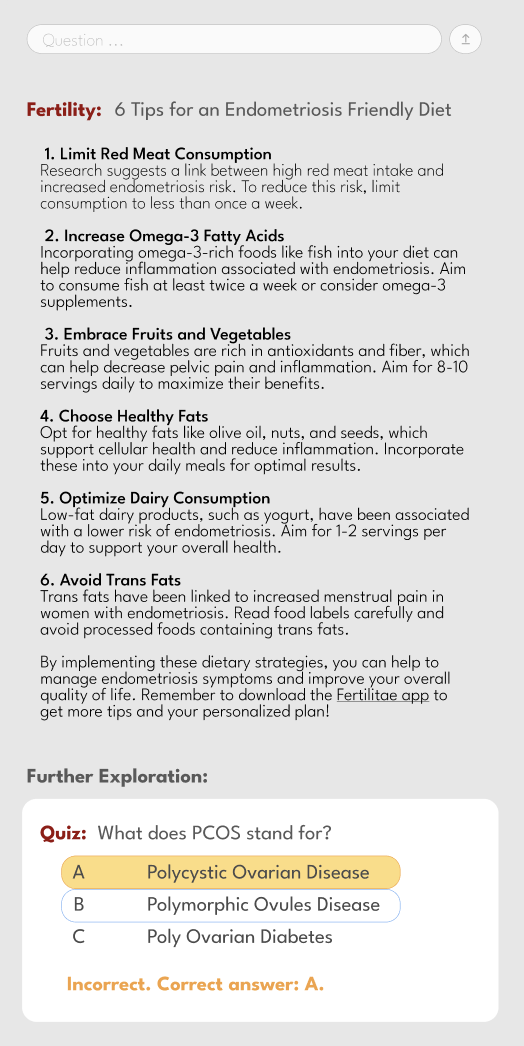 Question ...
Fertility: 6 Tips for an Endometriosis Friendly Diet
1. Limit Red Meat Consumption
Research suggests a link between high red meat intake and
increased endometriosis risk. To reduce this risk, limit
consumption to less than once a week.
2. Increase Omega-3 Fatty Acids
Incorporating omega-3-rich foods like fish into your diet can
help reduce inflammation associated with endometriosis. Aim
to consume fish at least twice a week or consider omega-3
supplements.
3. Embrace Fruits and Vegetables
Fruits and vegetables are rich in antioxidants and fiber, which
can help decrease pelvic pain and inflammation. Aim for 8-10
servings daily to maximize their benefits.
4. Choose Healthy Fats
Opt for healthy fats like olive oil, nuts, and seeds, which
support cellular health and reduce inflammation. Incorporate
these into your daily meals for optimal results.
5. Optimize Dairy Consumption
Low-fat dairy products, such as yogurt, have been associated
with a lower risk of endometriosis. Aim for 1-2 servings per
day to support your overall health.
6. Avoid Trans Fats
Trans fats have been linked to increased menstrual pain in
women with endometriosis. Read food labels carefully and
avoid processed foods containing trans fats.
By implementing these dietary strategies, you can help to
manage endometriosis symptoms and improve your overall
quality of life. Remember to download the Fertilitae app to
get more tips and your personalized plan!
Further Exploration:
Quiz: What does PCOS stand for?
A Polycystic Ovarian Disease
B Polymorphic Ovules Disease
C Poly Ovarian Diabetes
Incorrect. Correct answer: A.